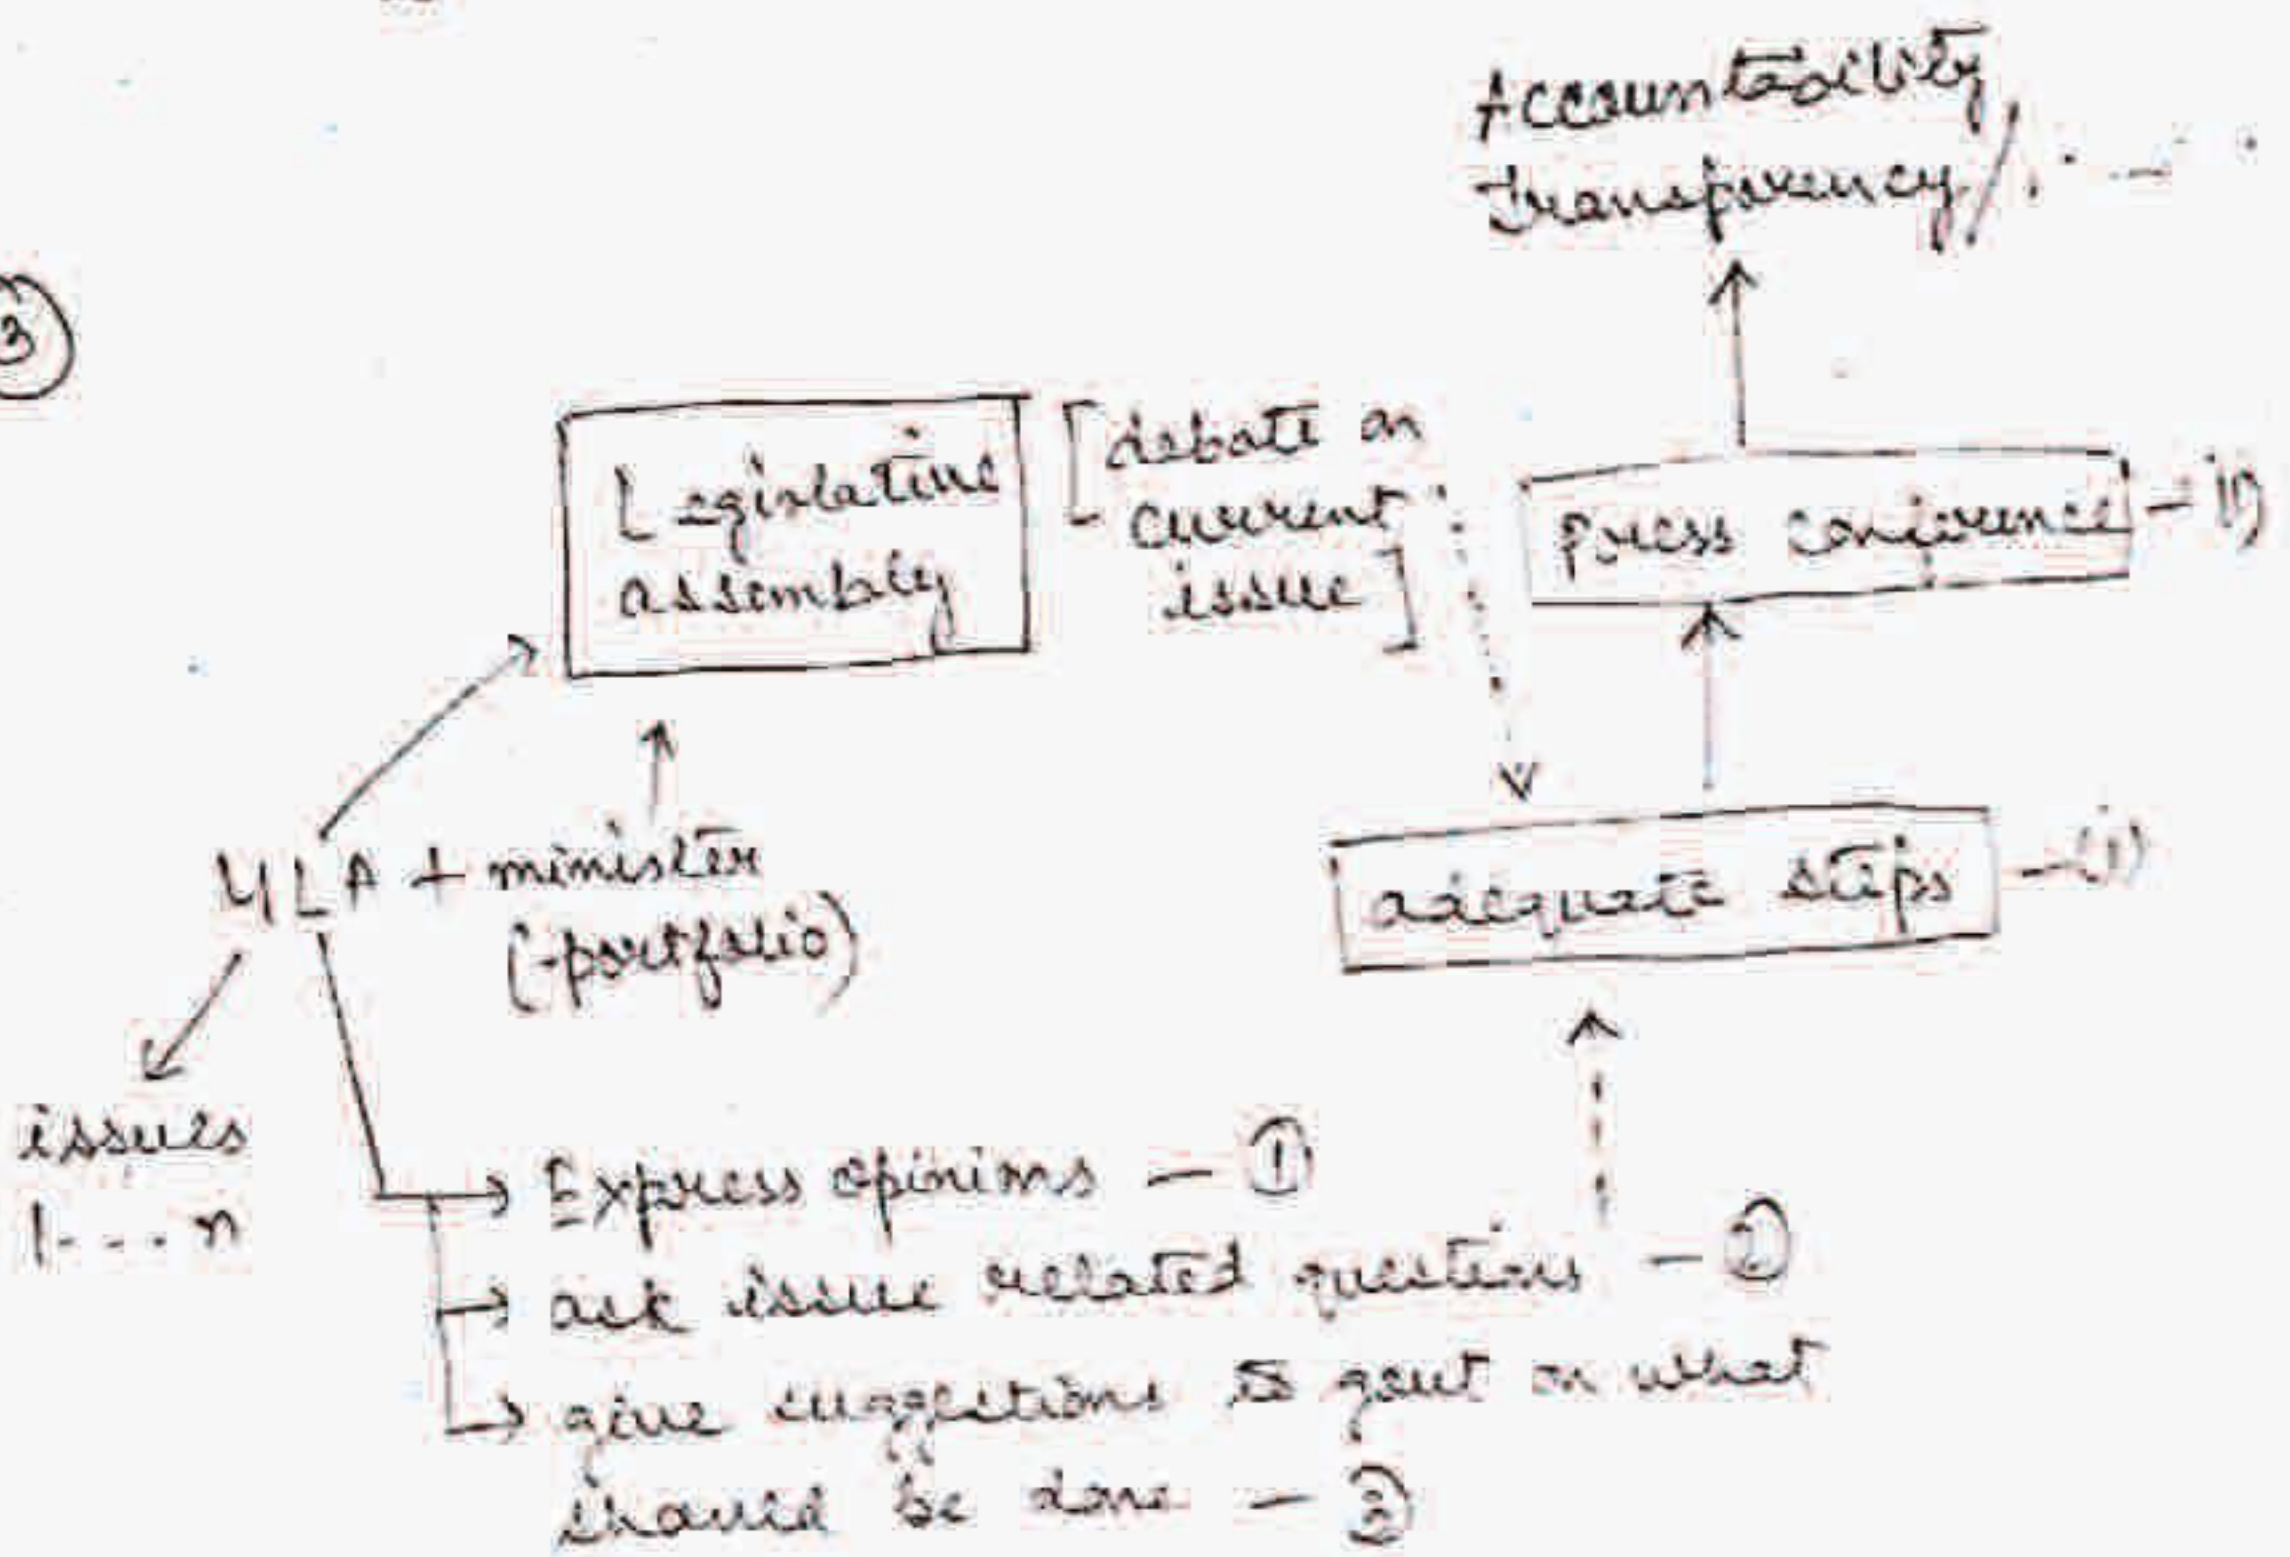 Accountability
Transparency/
③
Legislative
assembly
[debate on
current
issue]
Press conference – ii)
MLA + minister
(-portfolio)
adequate steps – (i)
issues
1---n
→ Express opinions — ①
→ ask issue related questions — ②
→ give suggestions to govt on what
should be done — ③